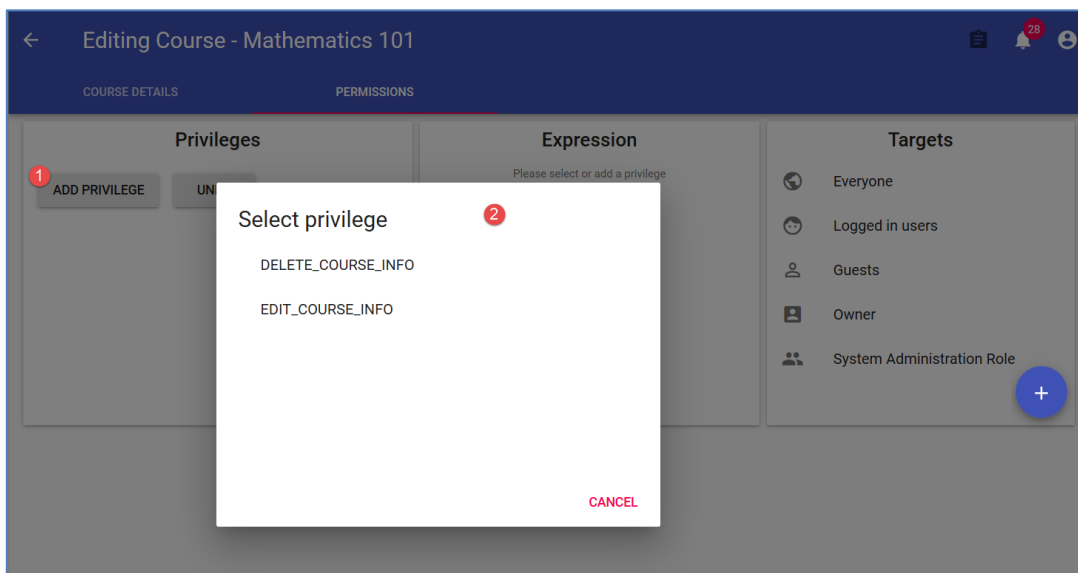 Editing Course - Mathematics 101
28
COURSE DETAILS
PERMISSIONS
Privileges
1
ADD PRIVILEGE
Expression
Please select or add a privilege
Targets
Everyone
Logged in users
Guests
Owner
System Administration Role
Select privilege
2
DELETE_COURSE_INFO
EDIT_COURSE_INFO
CANCEL